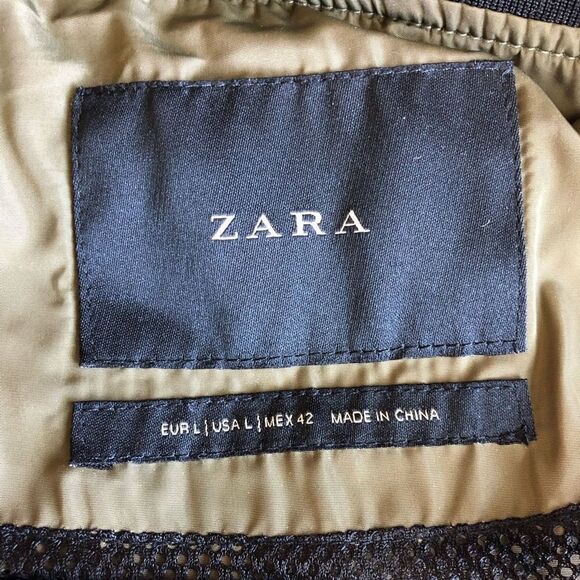 ZARA
EUR L | USA L | MEX 42 MADE IN CHINA